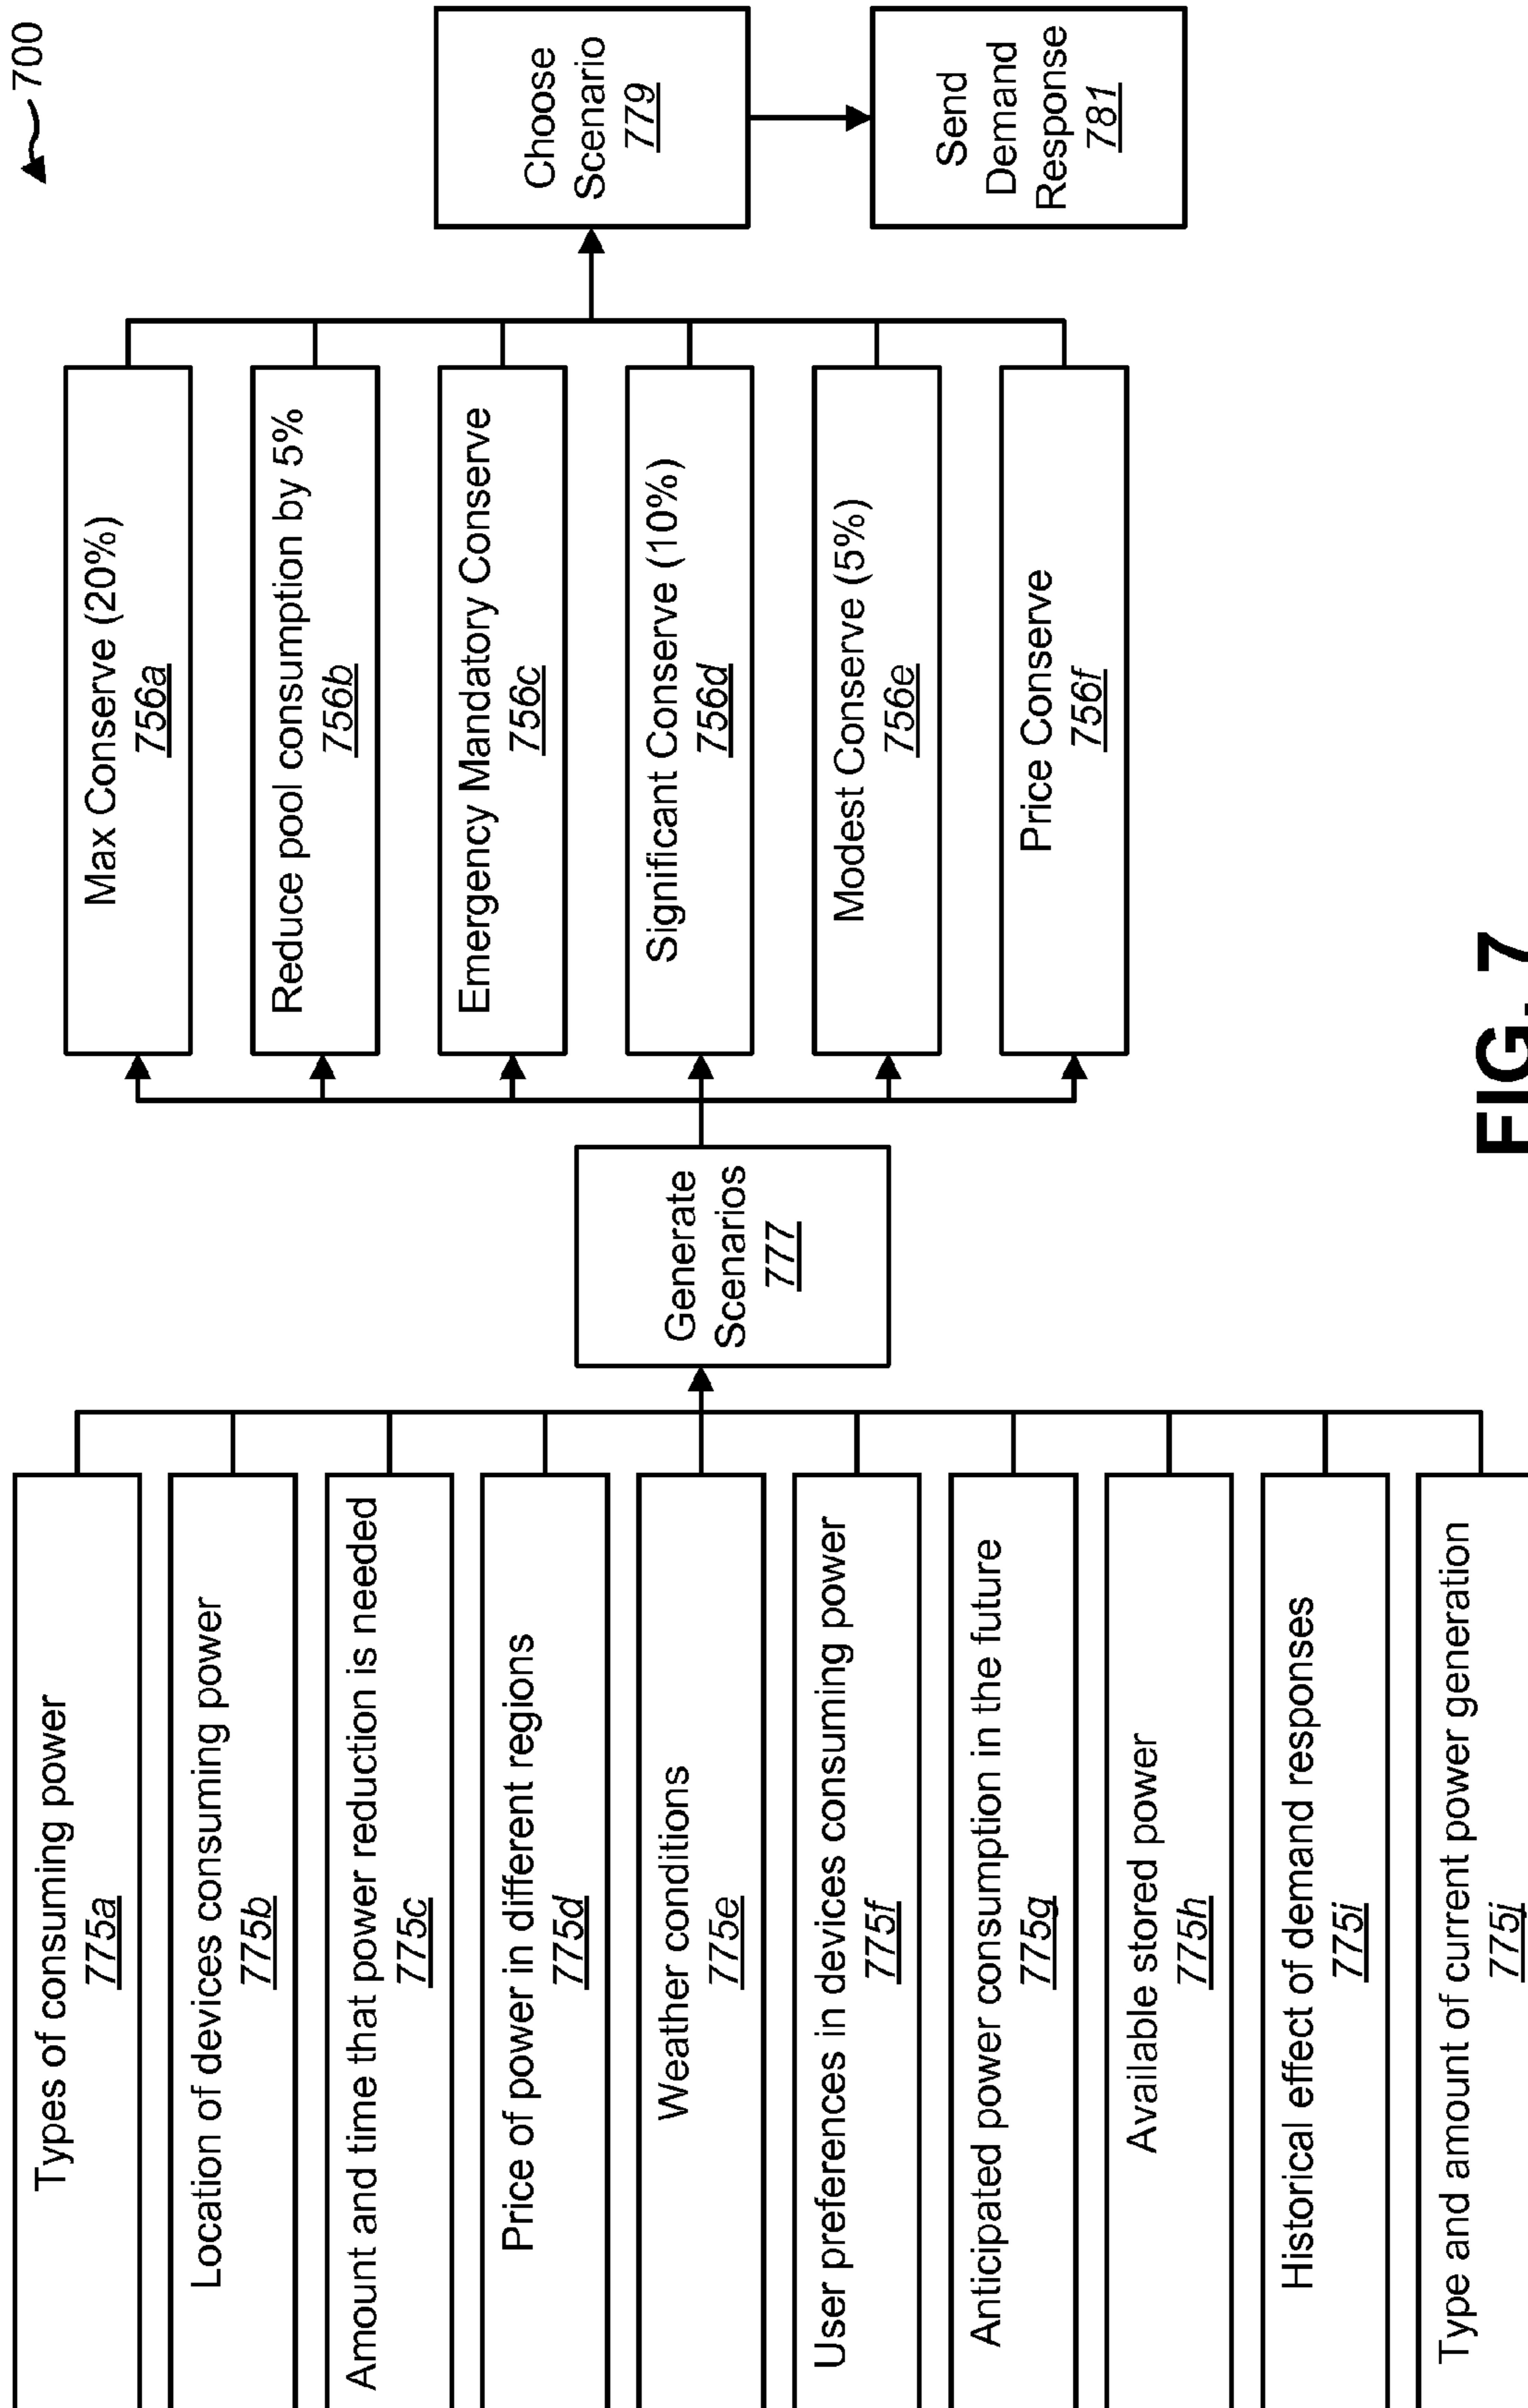 700
Types of consuming power
775a
Location of devices consuming power
775b
Amount and time that power reduction is needed
775c
Price of power in different regions
775d
Weather conditions
775e
User preferences in devices consuming power
775f
Anticipated power consumption in the future
775g
Available stored power
775h
Historical effect of demand responses
775i
Type and amount of current power generation
775j
Generate
Scenarios
777
Max Conserve (20%)
756a
Reduce pool consumption by 5%
756b
Emergency Mandatory Conserve
756c
Significant Conserve (10%)
756d
Modest Conserve (5%)
756e
Price Conserve
756f
Choose
Scenario
779
Send
Demand
Response
781
FIG. 7